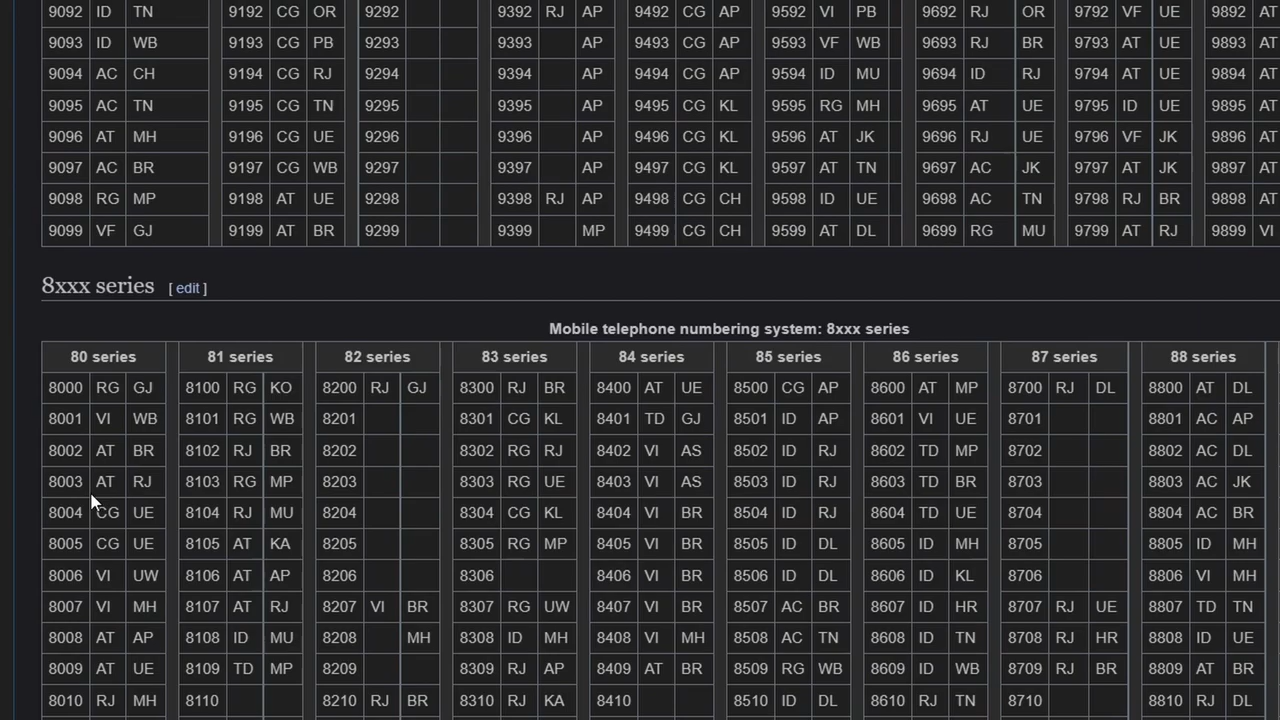 9092 ID TN 9192 CG OR 9292 9392 RJ AP 9492 CG AP 9592 VI PB 9692 RJ OR 9792 VF UE 9892 AT
9093 ID WB 9193 CG PB 9293 9393 AP 9493 CG AP 9593 VF WB 9693 RJ BR 9793 AT UE 9893 AT
9094 AC CH 9194 CG RJ 9294 9394 AP 9494 CG AP 9594 ID MU 9694 ID RJ 9794 AT UE 9894 AT
9095 AC TN 9195 CG TN 9295 9395 AP 9495 CG KL 9595 RG MH 9695 AT UE 9795 ID UE 9895 AT
9096 AT MH 9196 CG UE 9296 9396 AP 9496 CG KL 9596 AT JK 9696 RJ UE 9796 VF JK 9896 AT
9097 AC BR 9197 CG WB 9297 9397 AP 9497 CG KL 9597 AT TN 9697 AC JK 9797 AT JK 9897 AT
9098 RG MP 9198 AT UE 9298 9398 RJ AP 9498 CG CH 9598 ID UE 9698 AC TN 9798 RJ BR 9898 AT
9099 VF GJ 9199 AT BR 9299 9399 MP 9499 CG CH 9599 AT DL 9699 RG MU 9799 AT RJ 9899 VI
8xxx series [ edit ]
Mobile telephone numbering system: 8xxx series
80 series 81 series 82 series 83 series 84 series 85 series 86 series 87 series 88 series
8000 RG GJ 8100 RG KO 8200 RJ GJ 8300 RJ BR 8400 AT UE 8500 CG AP 8600 AT MP 8700 RJ DL 8800 AT DL
8001 VI WB 8101 RG WB 8201 8301 CG KL 8401 TD GJ 8501 ID AP 8601 VI UE 8701 8801 AC AP
8002 AT BR 8102 RJ BR 8202 8302 RG RJ 8402 VI AS 8502 ID RJ 8602 TD MP 8702 8802 AC DL
8003 AT RJ 8103 RG MP 8203 8303 RG UE 8403 VI AS 8503 ID RJ 8603 TD BR 8703 8803 AC JK
8004 CG UE 8104 RJ MU 8204 8304 CG KL 8404 VI BR 8504 ID RJ 8604 TD UE 8704 8804 AC BR
8005 CG UE 8105 AT KA 8205 8305 RG MP 8405 VI BR 8505 ID DL 8605 ID MH 8705 8805 ID MH
8006 VI UW 8106 AT AP 8206 8306 8406 VI BR 8506 ID DL 8606 ID KL 8706 8806 VI MH
8007 VI MH 8107 AT RJ 8207 VI BR 8307 RG UW 8407 VI BR 8507 AC BR 8607 ID HR 8707 RJ UE 8807 TD TN
8008 AT AP 8108 ID MU 8208 MH 8308 ID MH 8408 VI MH 8508 AC TN 8608 ID TN 8708 RJ HR 8808 ID UE
8009 AT UE 8109 TD MP 8209 8309 RJ AP 8409 AT BR 8509 RG WB 8609 ID WB 8709 RJ BR 8809 AT BR
8010 RJ MH 8110 8210 RJ BR 8310 RJ KA 8410 8510 ID DL 8610 RJ TN 8710 8810 RJ DL